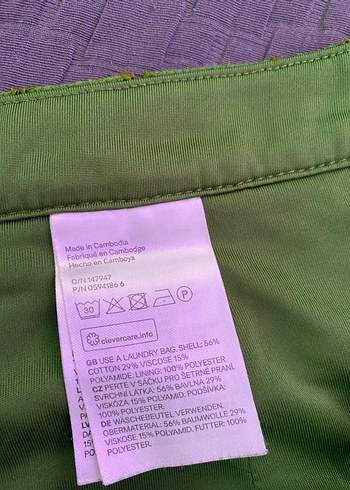 Made in Cambodia
Fabriqué en Cambodge
Hecho en Camboya
O/N 147947
P/N 0594186 6
30 P
clevercare.info
GB USE A LAUNDRY BAG. SHELL: 56%
COTTON 29% VISCOSE 15%
POLYAMIDE. LINING: 100% POLYESTER.
CZ PERTE V SÁČKU PRO ŠETRNÉ PRANÍ.
SVRCHNÍ LÁTKA: 56% BAVLNA 29%
VISKÓZA 15% POLYAMID. PODŠÍVKA:
100% POLYESTER.
DE WÄSCHEBEUTEL VERWENDEN.
OBERMATERIAL: 56% BAUMWOLLE 29%
VISKOSE 15% POLYAMID. FUTTER: 100%
POLYESTER.